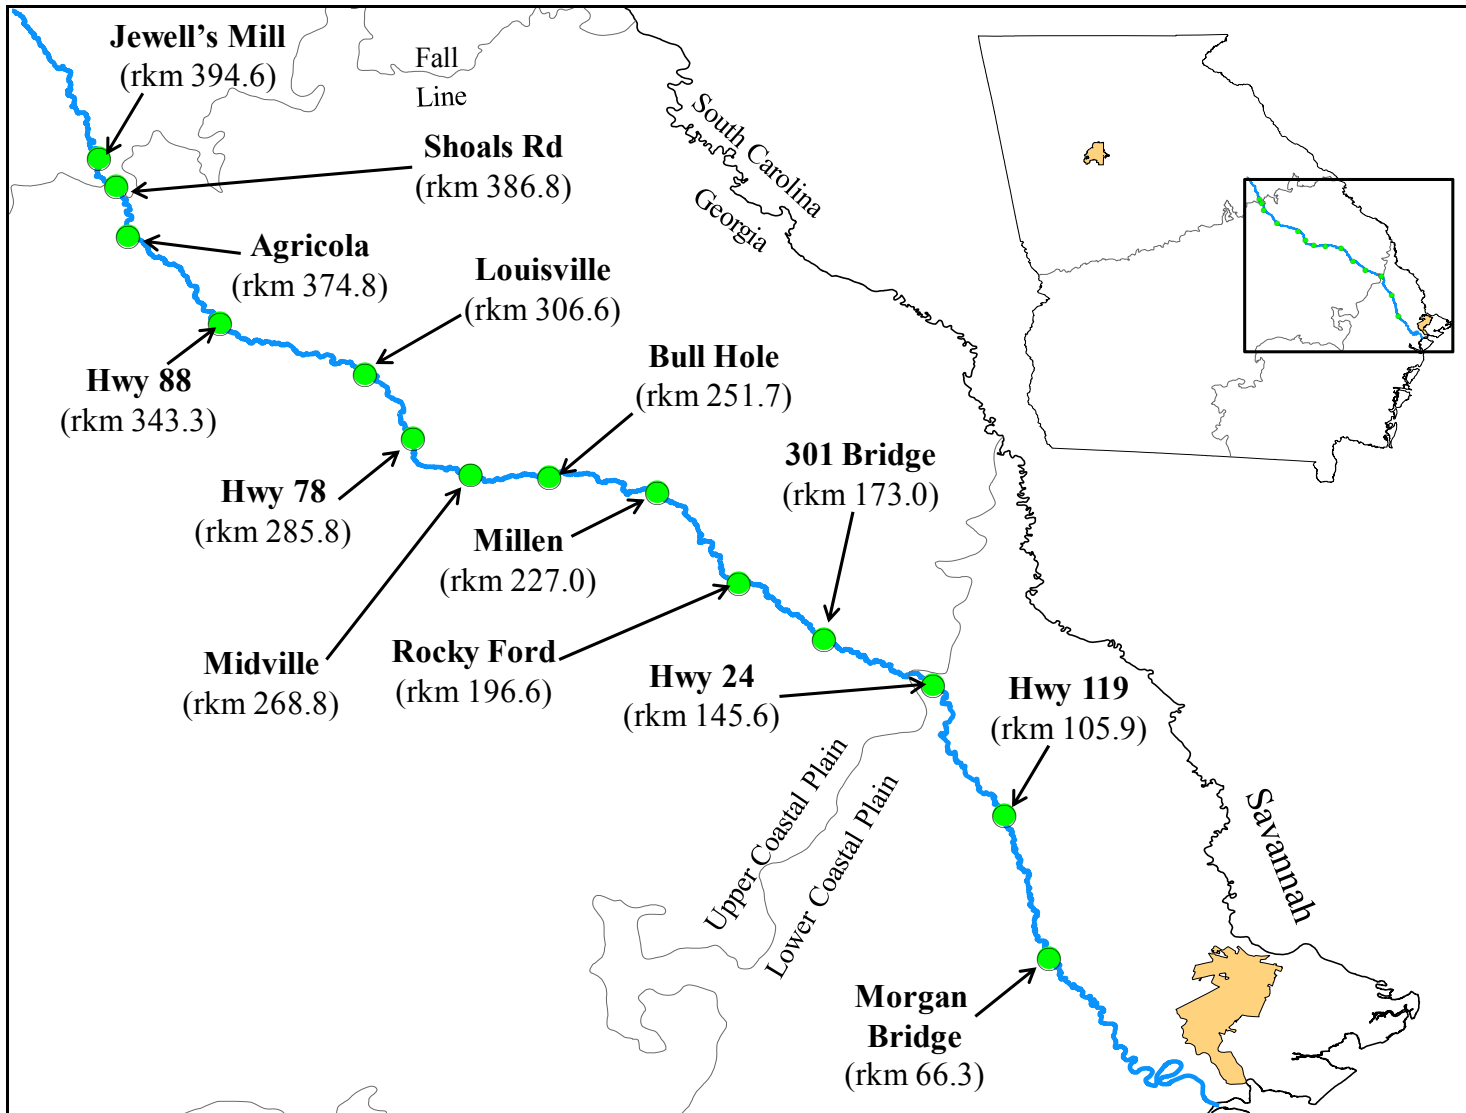 Jewell's Mill
(rkm 394.6)
Fall
Line
Shoals Rd
(rkm 386.8)
South Carolina
Georgia
Agricola
(rkm 374.8)
Louisville
(rkm 306.6)
Hwy 88
(rkm 343.3)
Bull Hole
(rkm 251.7)
301 Bridge
(rkm 173.0)
Hwy 78
(rkm 285.8)
Millen
(rkm 227.0)
Midville
(rkm 268.8)
Rocky Ford
(rkm 196.6)
Hwy 24
(rkm 145.6)
Hwy 119
(rkm 105.9)
Upper Coastal Plain
Lower Coastal Plain
Savannah
Morgan
Bridge
(rkm 66.3)